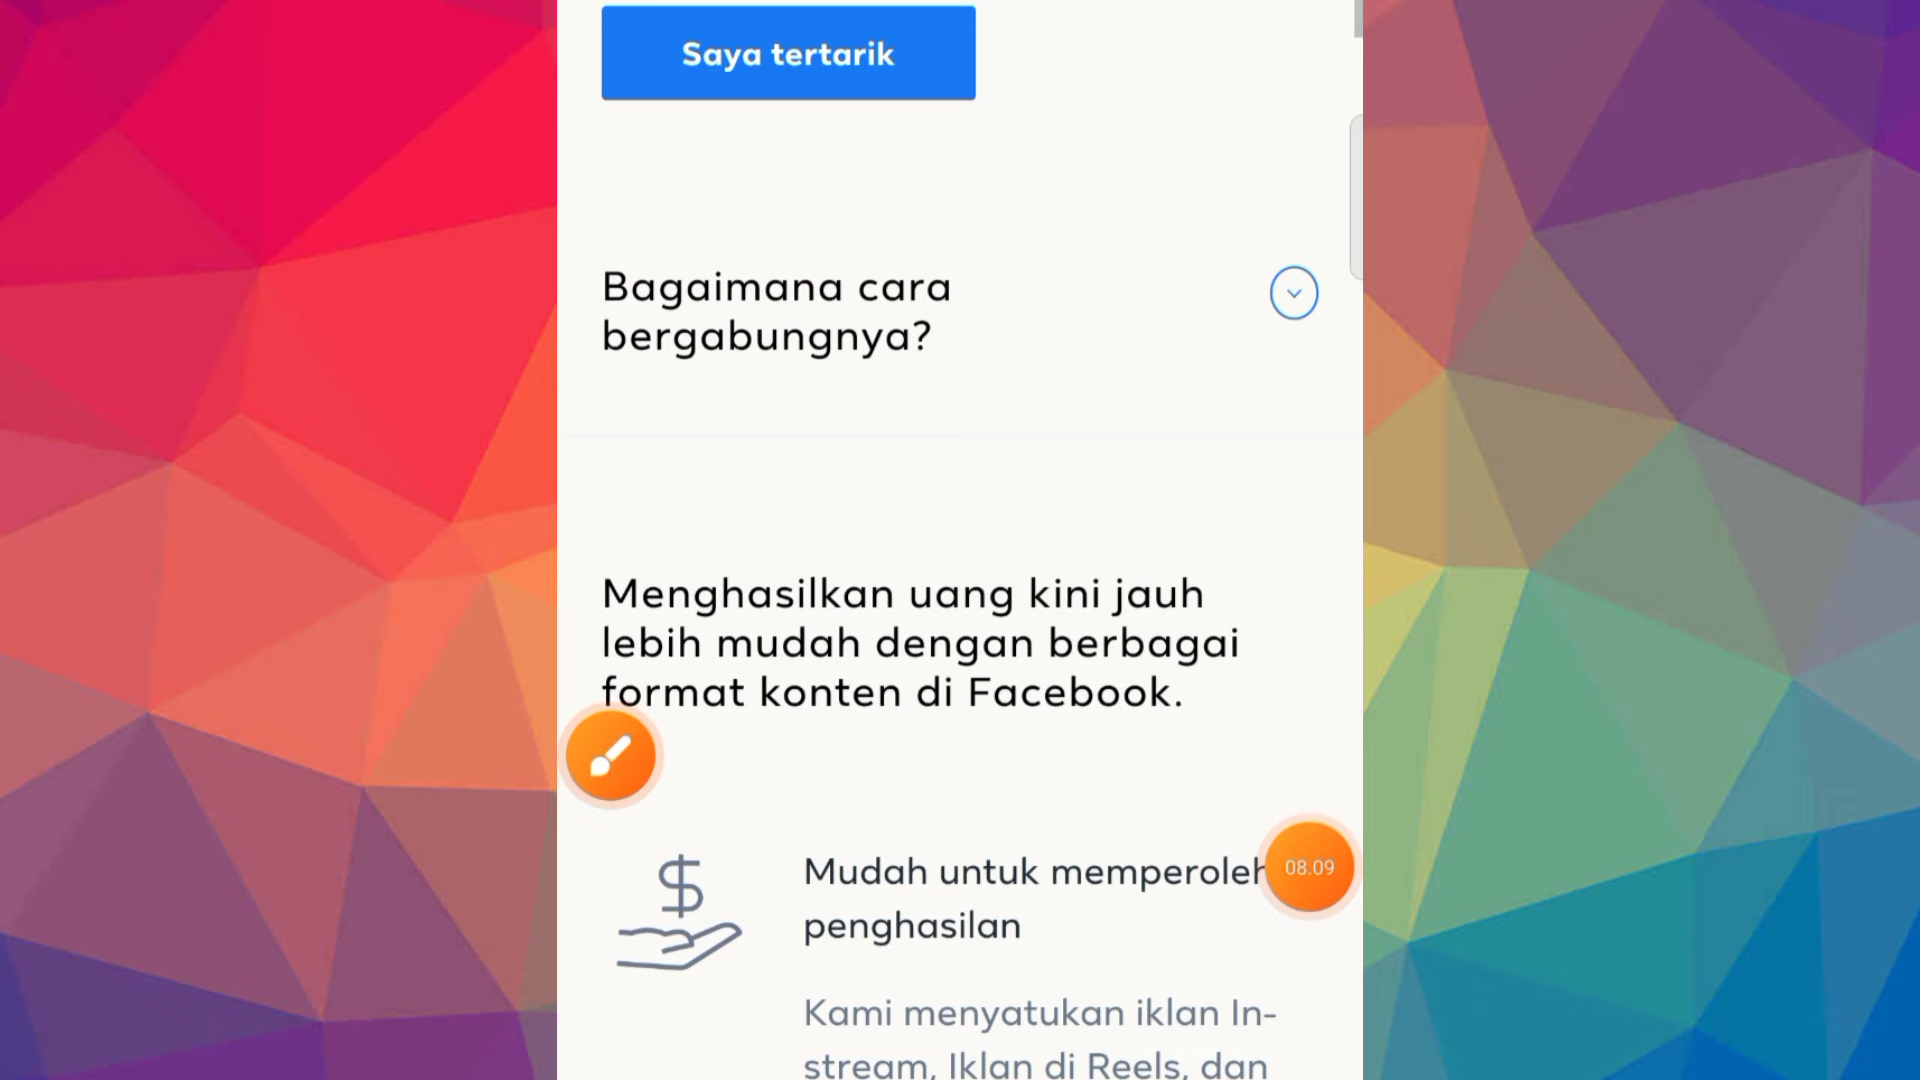 Saya tertarik
Bagaimana cara
bergabungnya?
Menghasilkan uang kini jauh
lebih mudah dengan berbagai
format konten di Facebook.
Mudah untuk memperoleh
penghasilan
08.09
Kami menyatukan iklan In-
stream, Iklan di Reels, dan